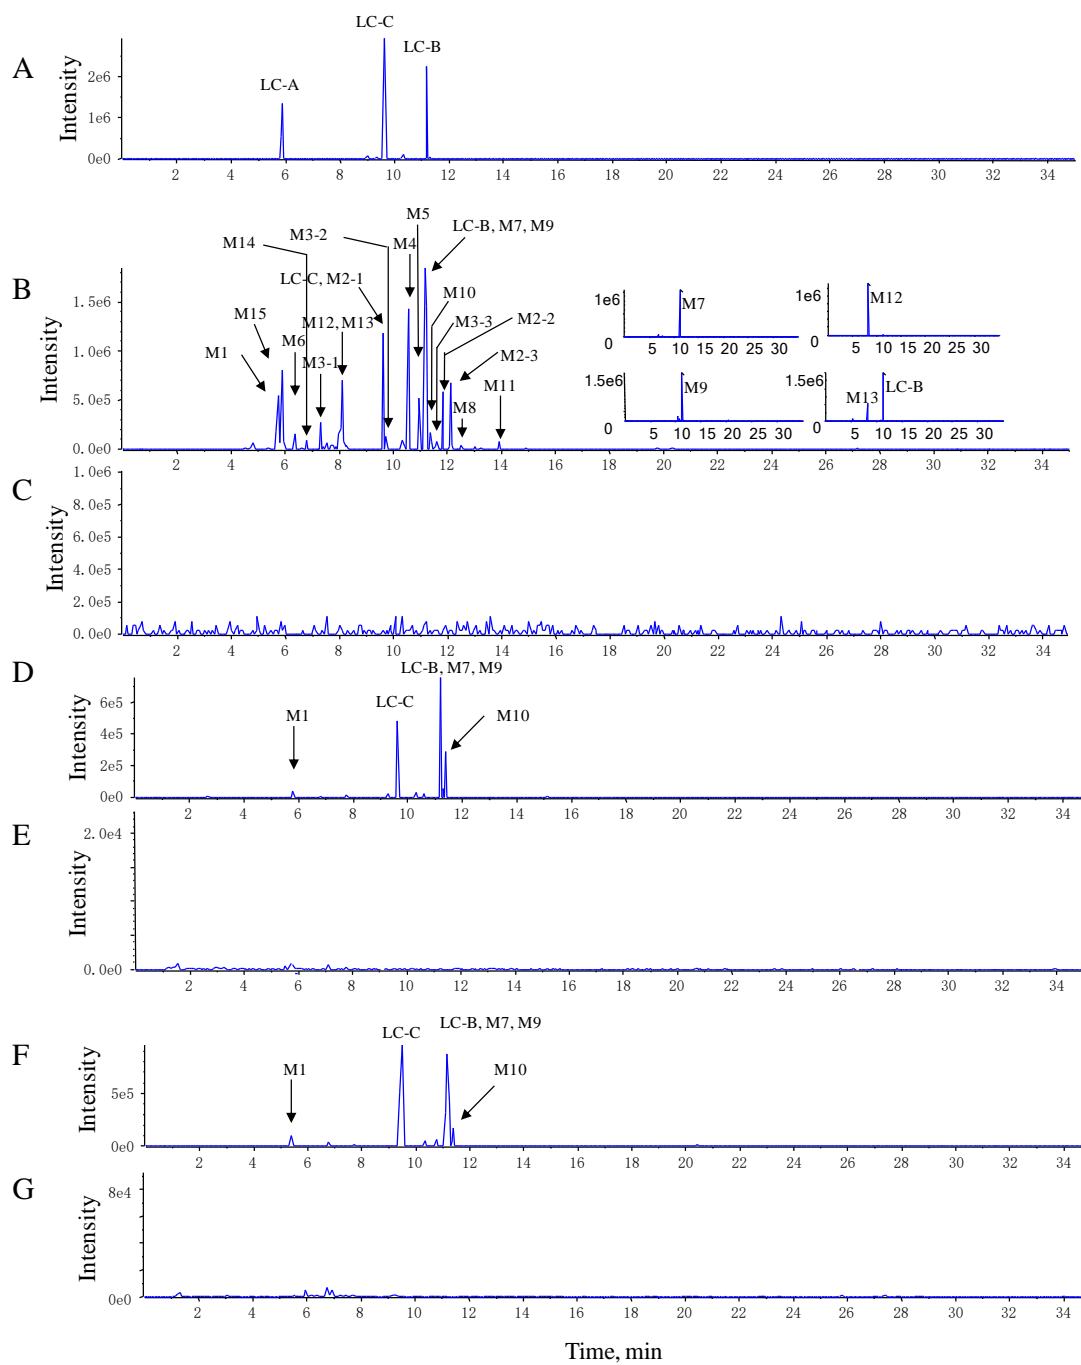 A
Intensity
2e6
1e6
0e0
LC-A
LC-C
LC-B
2 4 6 8 10 12 14 16 18 20 22 24 26 28 30 32 34
B
Intensity
1.5e6
1.0e6
5.0e5
0.0e0
M1
M15
M14
M6
M3-1
M12, M13
M3-2
LC-C, M2-1
M4
M5
LC-B, M7, M9
M10
M3-3
M2-2
M2-3
M8
M11
2 4 6 8 10 12 14 16 18 20 22 24 26 28 30 32 34
1e6
0
M7
5 10 15 20 25 30
1e6
0
M12
5 10 15 20 25 30
1.5e6
0
M9
5 10 15 20 25 30
1.5e6
0
M13
LC-B
5 10 15 20 25 30
C
Intensity
1.0e6
8.0e5
6.0e5
4.0e5
2.0e5
0.0e0
2 4 6 8 10 12 14 16 18 20 22 24 26 28 30 32 34
D
Intensity
6e5
4e5
2e5
0e0
M1
LC-C
LC-B, M7, M9
M10
2 4 6 8 10 12 14 16 18 20 22 24 26 28 30 32 34
E
Intensity
2.0e4
0.0e0
2 4 6 8 10 12 14 16 18 20 22 24 26 28 30 32 34
F
Intensity
5e5
0e0
M1
LC-C
LC-B, M7, M9
M10
2 4 6 8 10 12 14 16 18 20 22 24 26 28 30 32 34
G
Intensity
8e4
0e0
2 4 6 8 10 12 14 16 18 20 22 24 26 28 30 32 34
Time, min